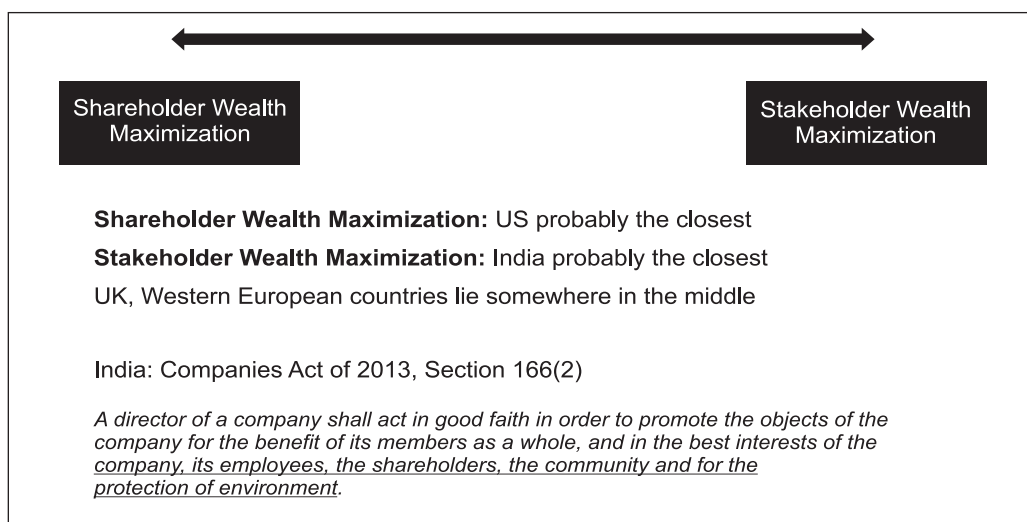 Shareholder Wealth
Maximization
Stakeholder Wealth
Maximization
Shareholder Wealth Maximization: US probably the closest
Stakeholder Wealth Maximization: India probably the closest
UK, Western European countries lie somewhere in the middle
India: Companies Act of 2013, Section 166(2)
A director of a company shall act in good faith in order to promote the objects of the
company for the benefit of its members as a whole, and in the best interests of the
company, its employees, the shareholders, the community and for the
protection of environment.